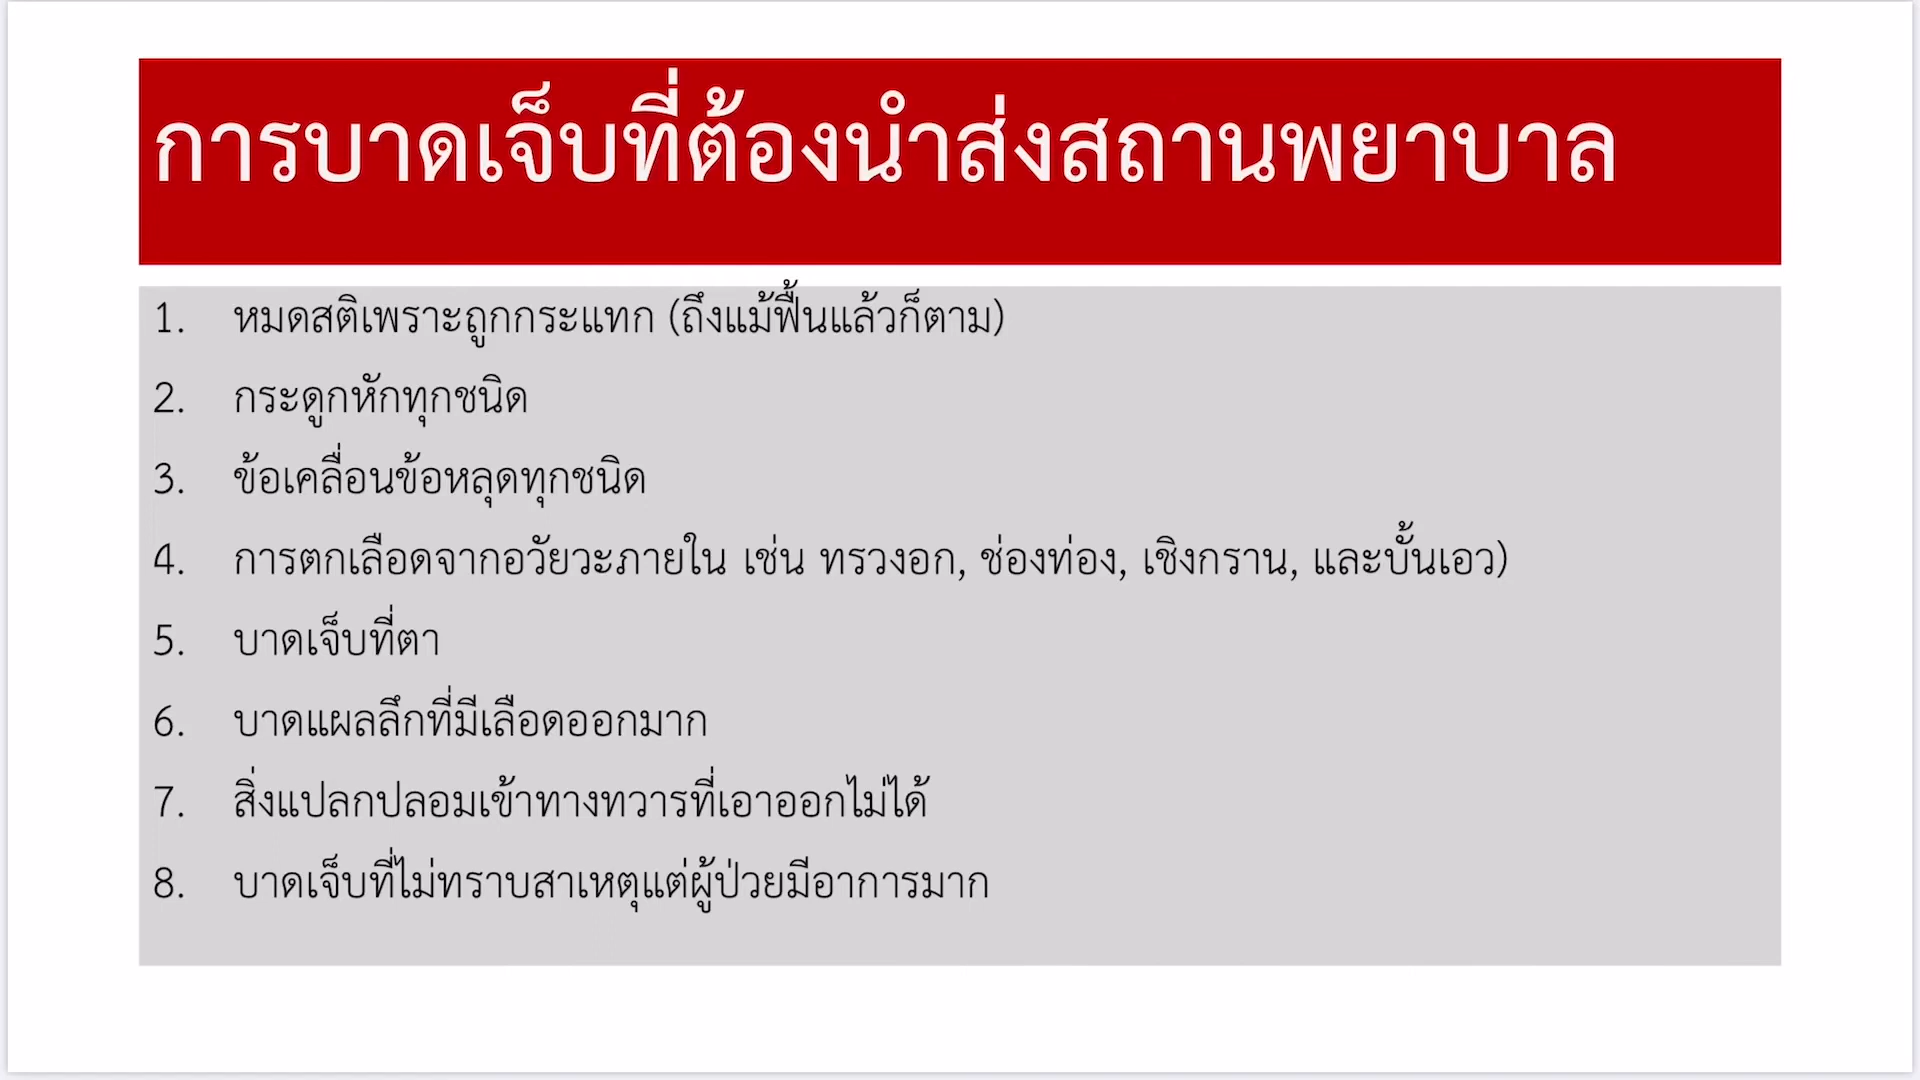 การบาดเจ็บที่ต้องนำส่งสถานพยาบาล
1. หมดสติเพราะถูกกระแทก (ถึงแม้ฟื้นแล้วก็ตาม)
2. กระดูกหักทุกชนิด
3. ข้อเคลื่อนข้อหลุดทุกชนิด
4. การตกเลือดจากอวัยวะภายใน เช่น ทรวงอก, ช่องท่อง, เชิงกราน, และบั้นเอว)
5. บาดเจ็บที่ตา
6. บาดแผลลึกที่มีเลือดออกมาก
7. สิ่งแปลกปลอมเข้าทางทวารที่เอาออกไม่ได้
8. บาดเจ็บที่ไม่ทราบสาเหตุแต่ผู้ป่วยมีอาการมาก